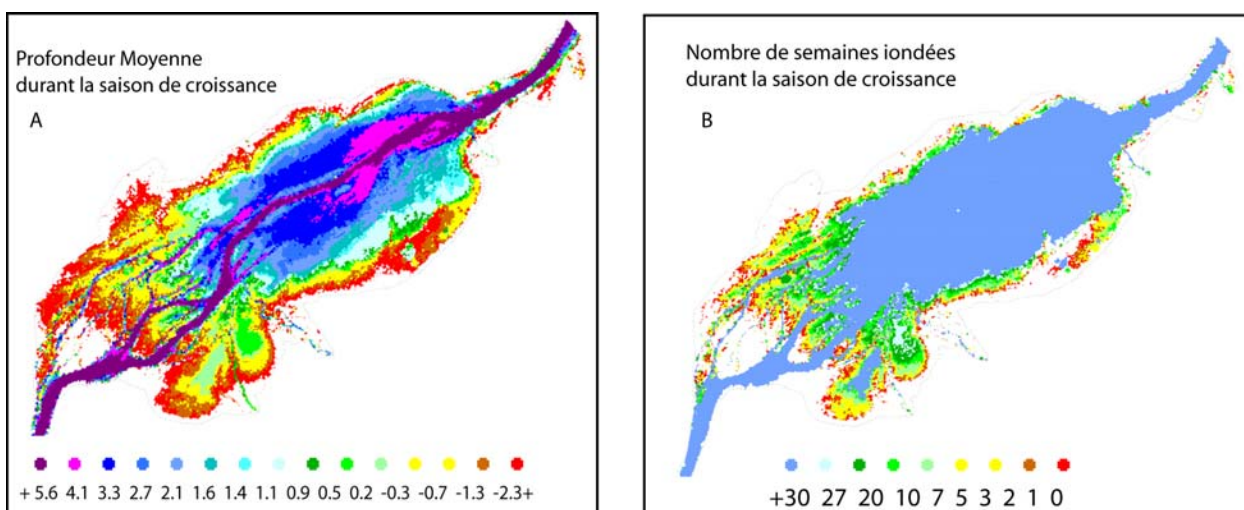 Profondeur Moyenne
durant la saison de croissance
A
+ 5.6 4.1 3.3 2.7 2.1 1.6 1.4 1.1 0.9 0.5 0.2 -0.3 -0.7 -1.3 -2.3+
Nombre de semaines iondées
durant la saison de croissance
B
+30 27 20 10 7 5 3 2 1 0